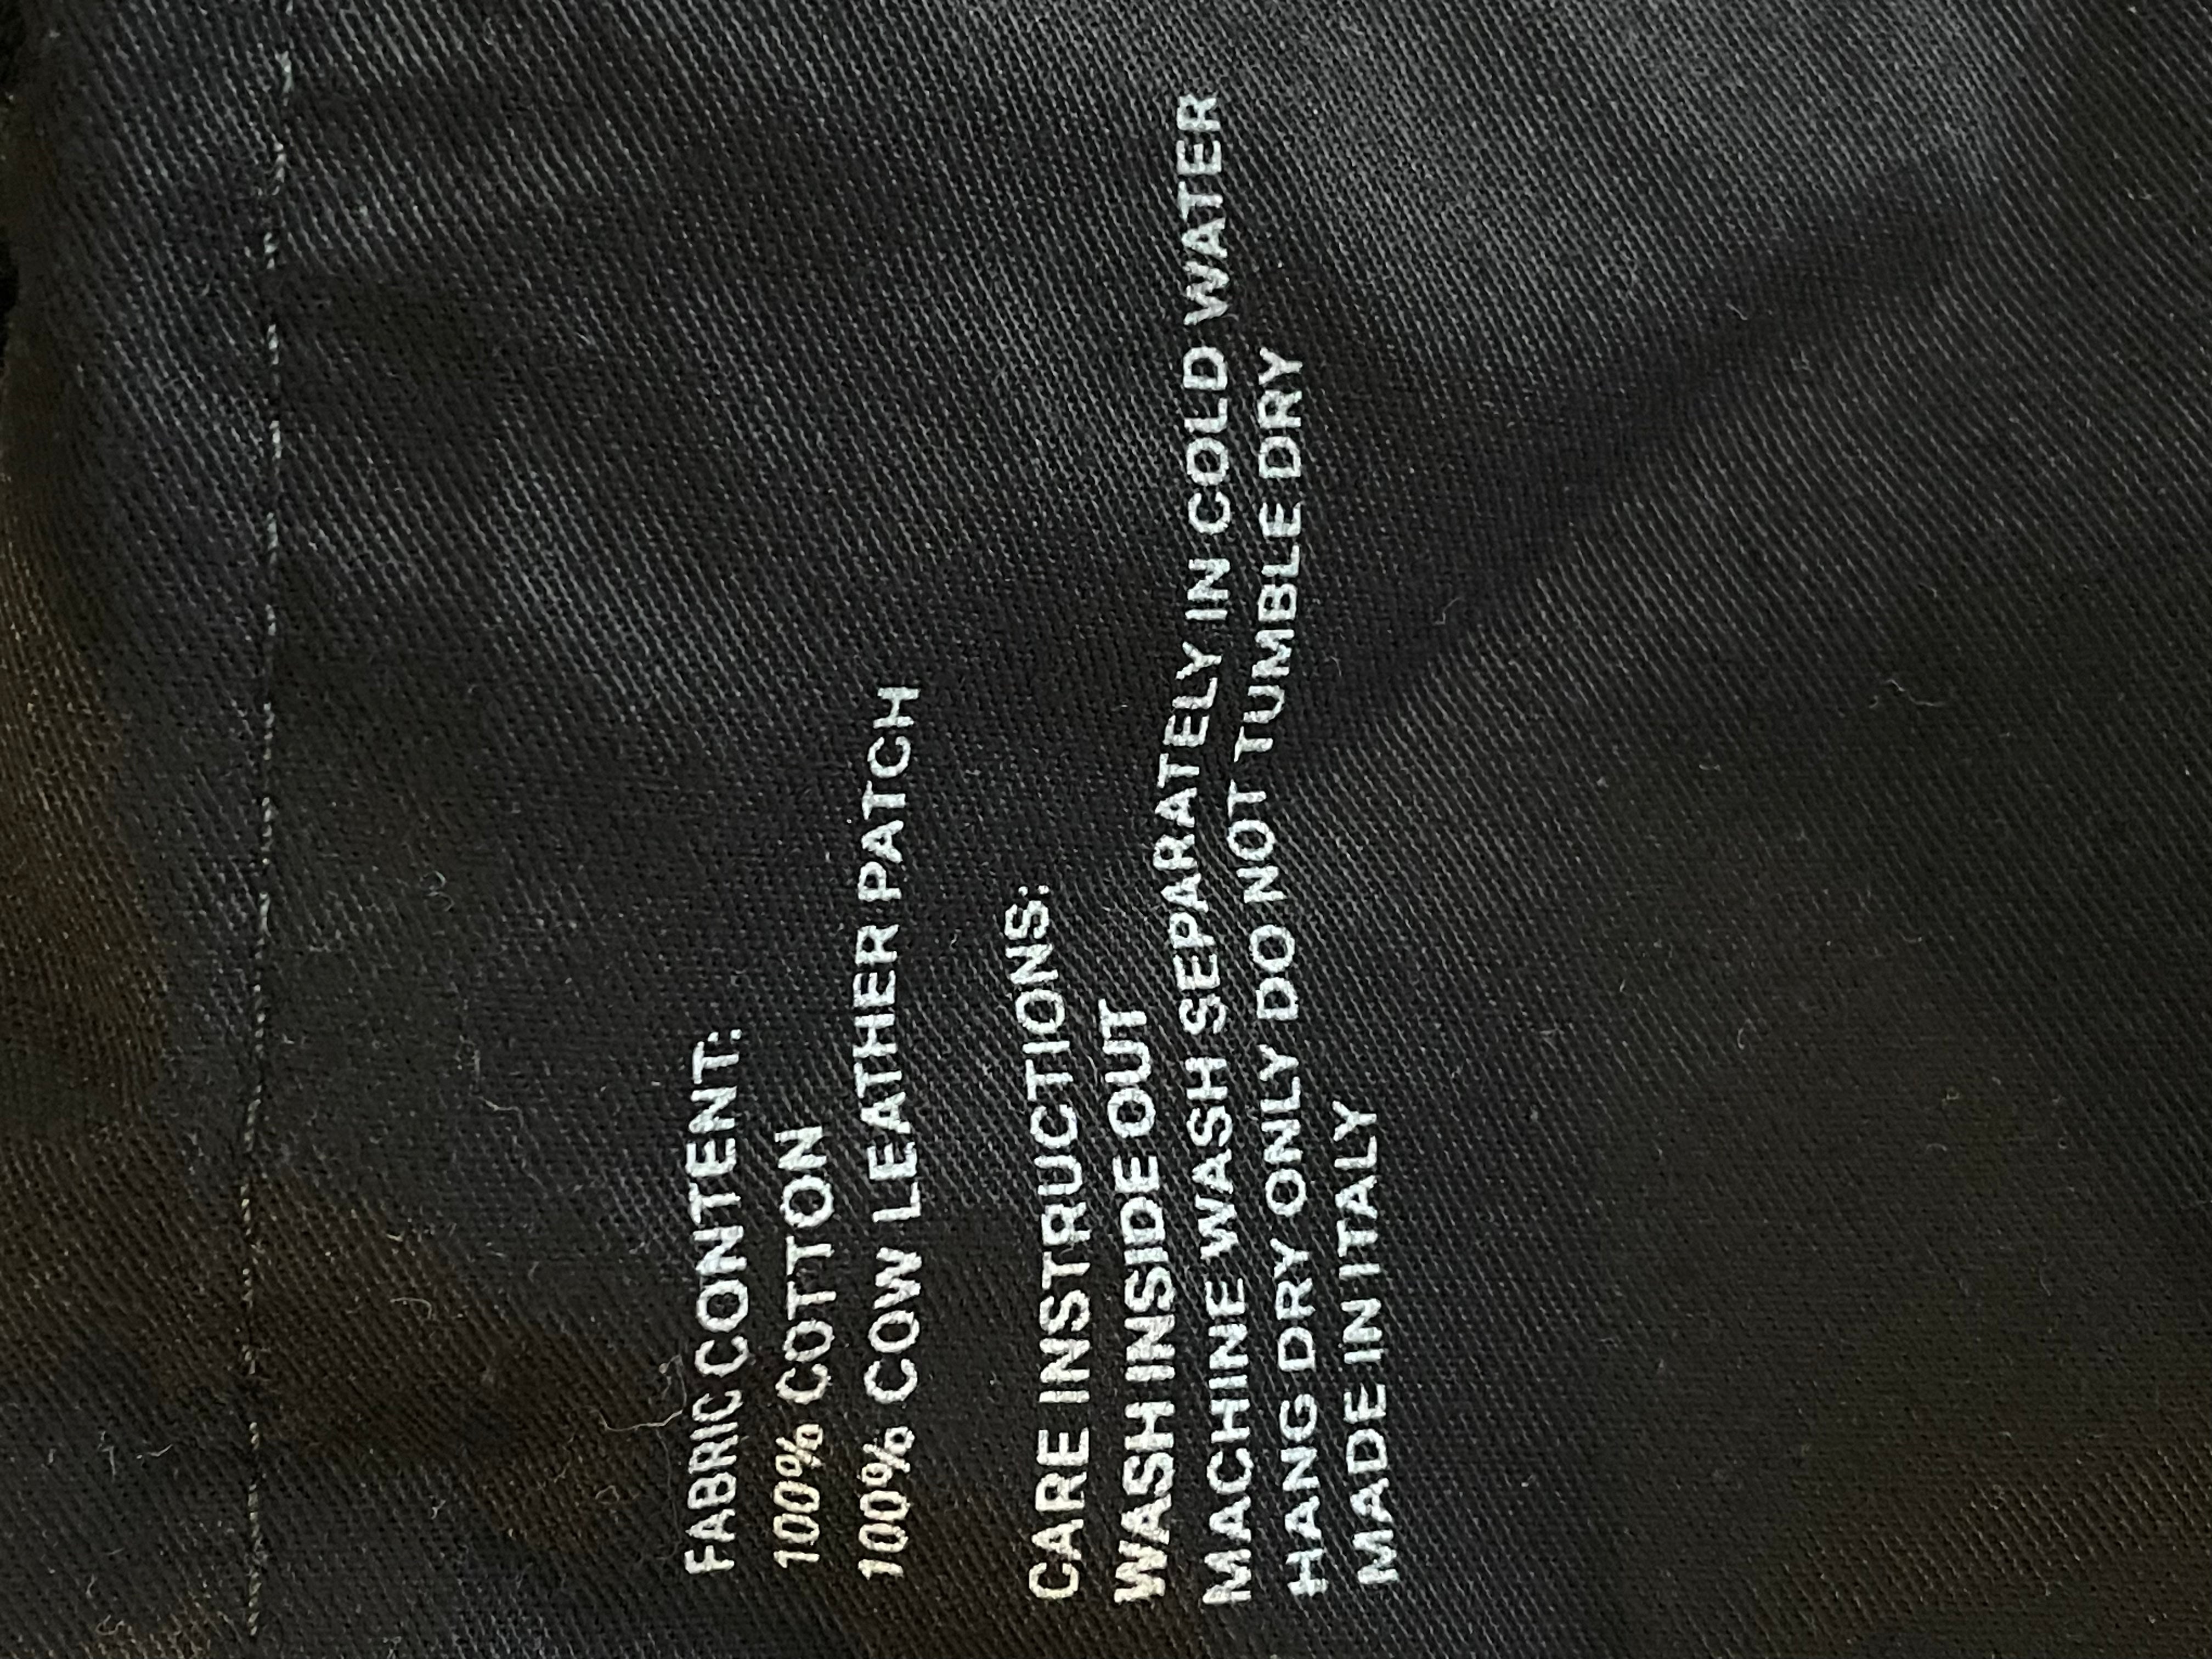 FABRIC CONTENT:
100% COTTON
100% COW LEATHER PATCH
CARE INSTRUCTIONS:
WASH INSIDE OUT
MACHINE WASH SEPARATELY IN COLD WATER
HANG DRY ONLY DO NOT TUMBLE DRY
MADE IN ITALY